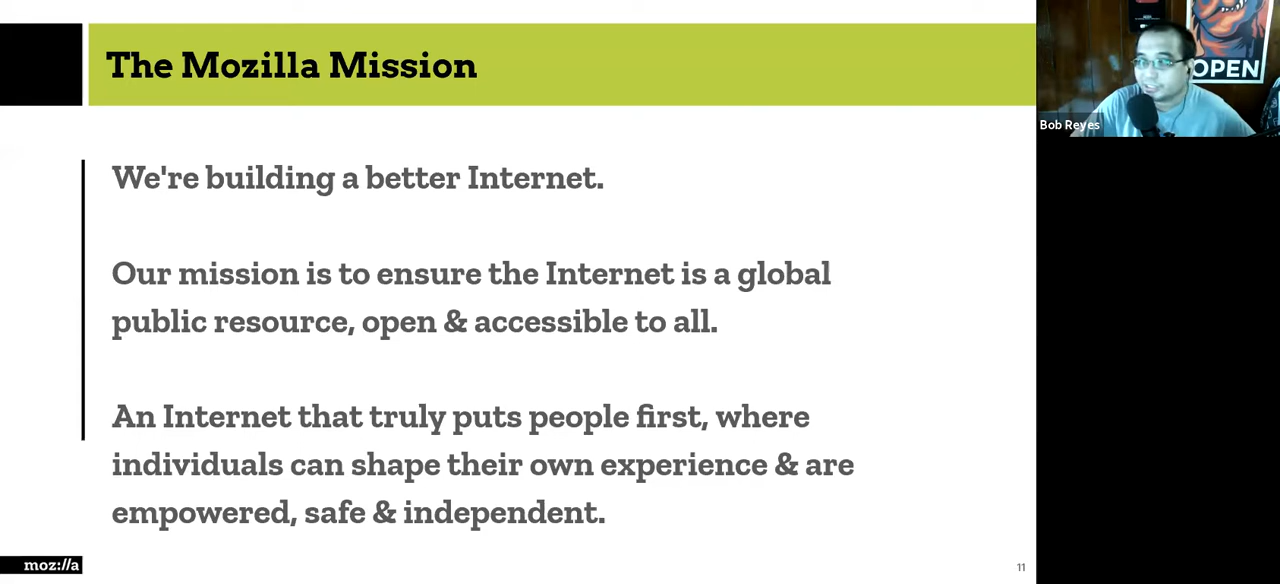 The Mozilla Mission
We're building a better Internet.
Our mission is to ensure the Internet is a global
public resource, open & accessible to all.
An Internet that truly puts people first, where
individuals can shape their own experience & are
empowered, safe & independent.
moz://a
11
OPEN
Bob Reyes